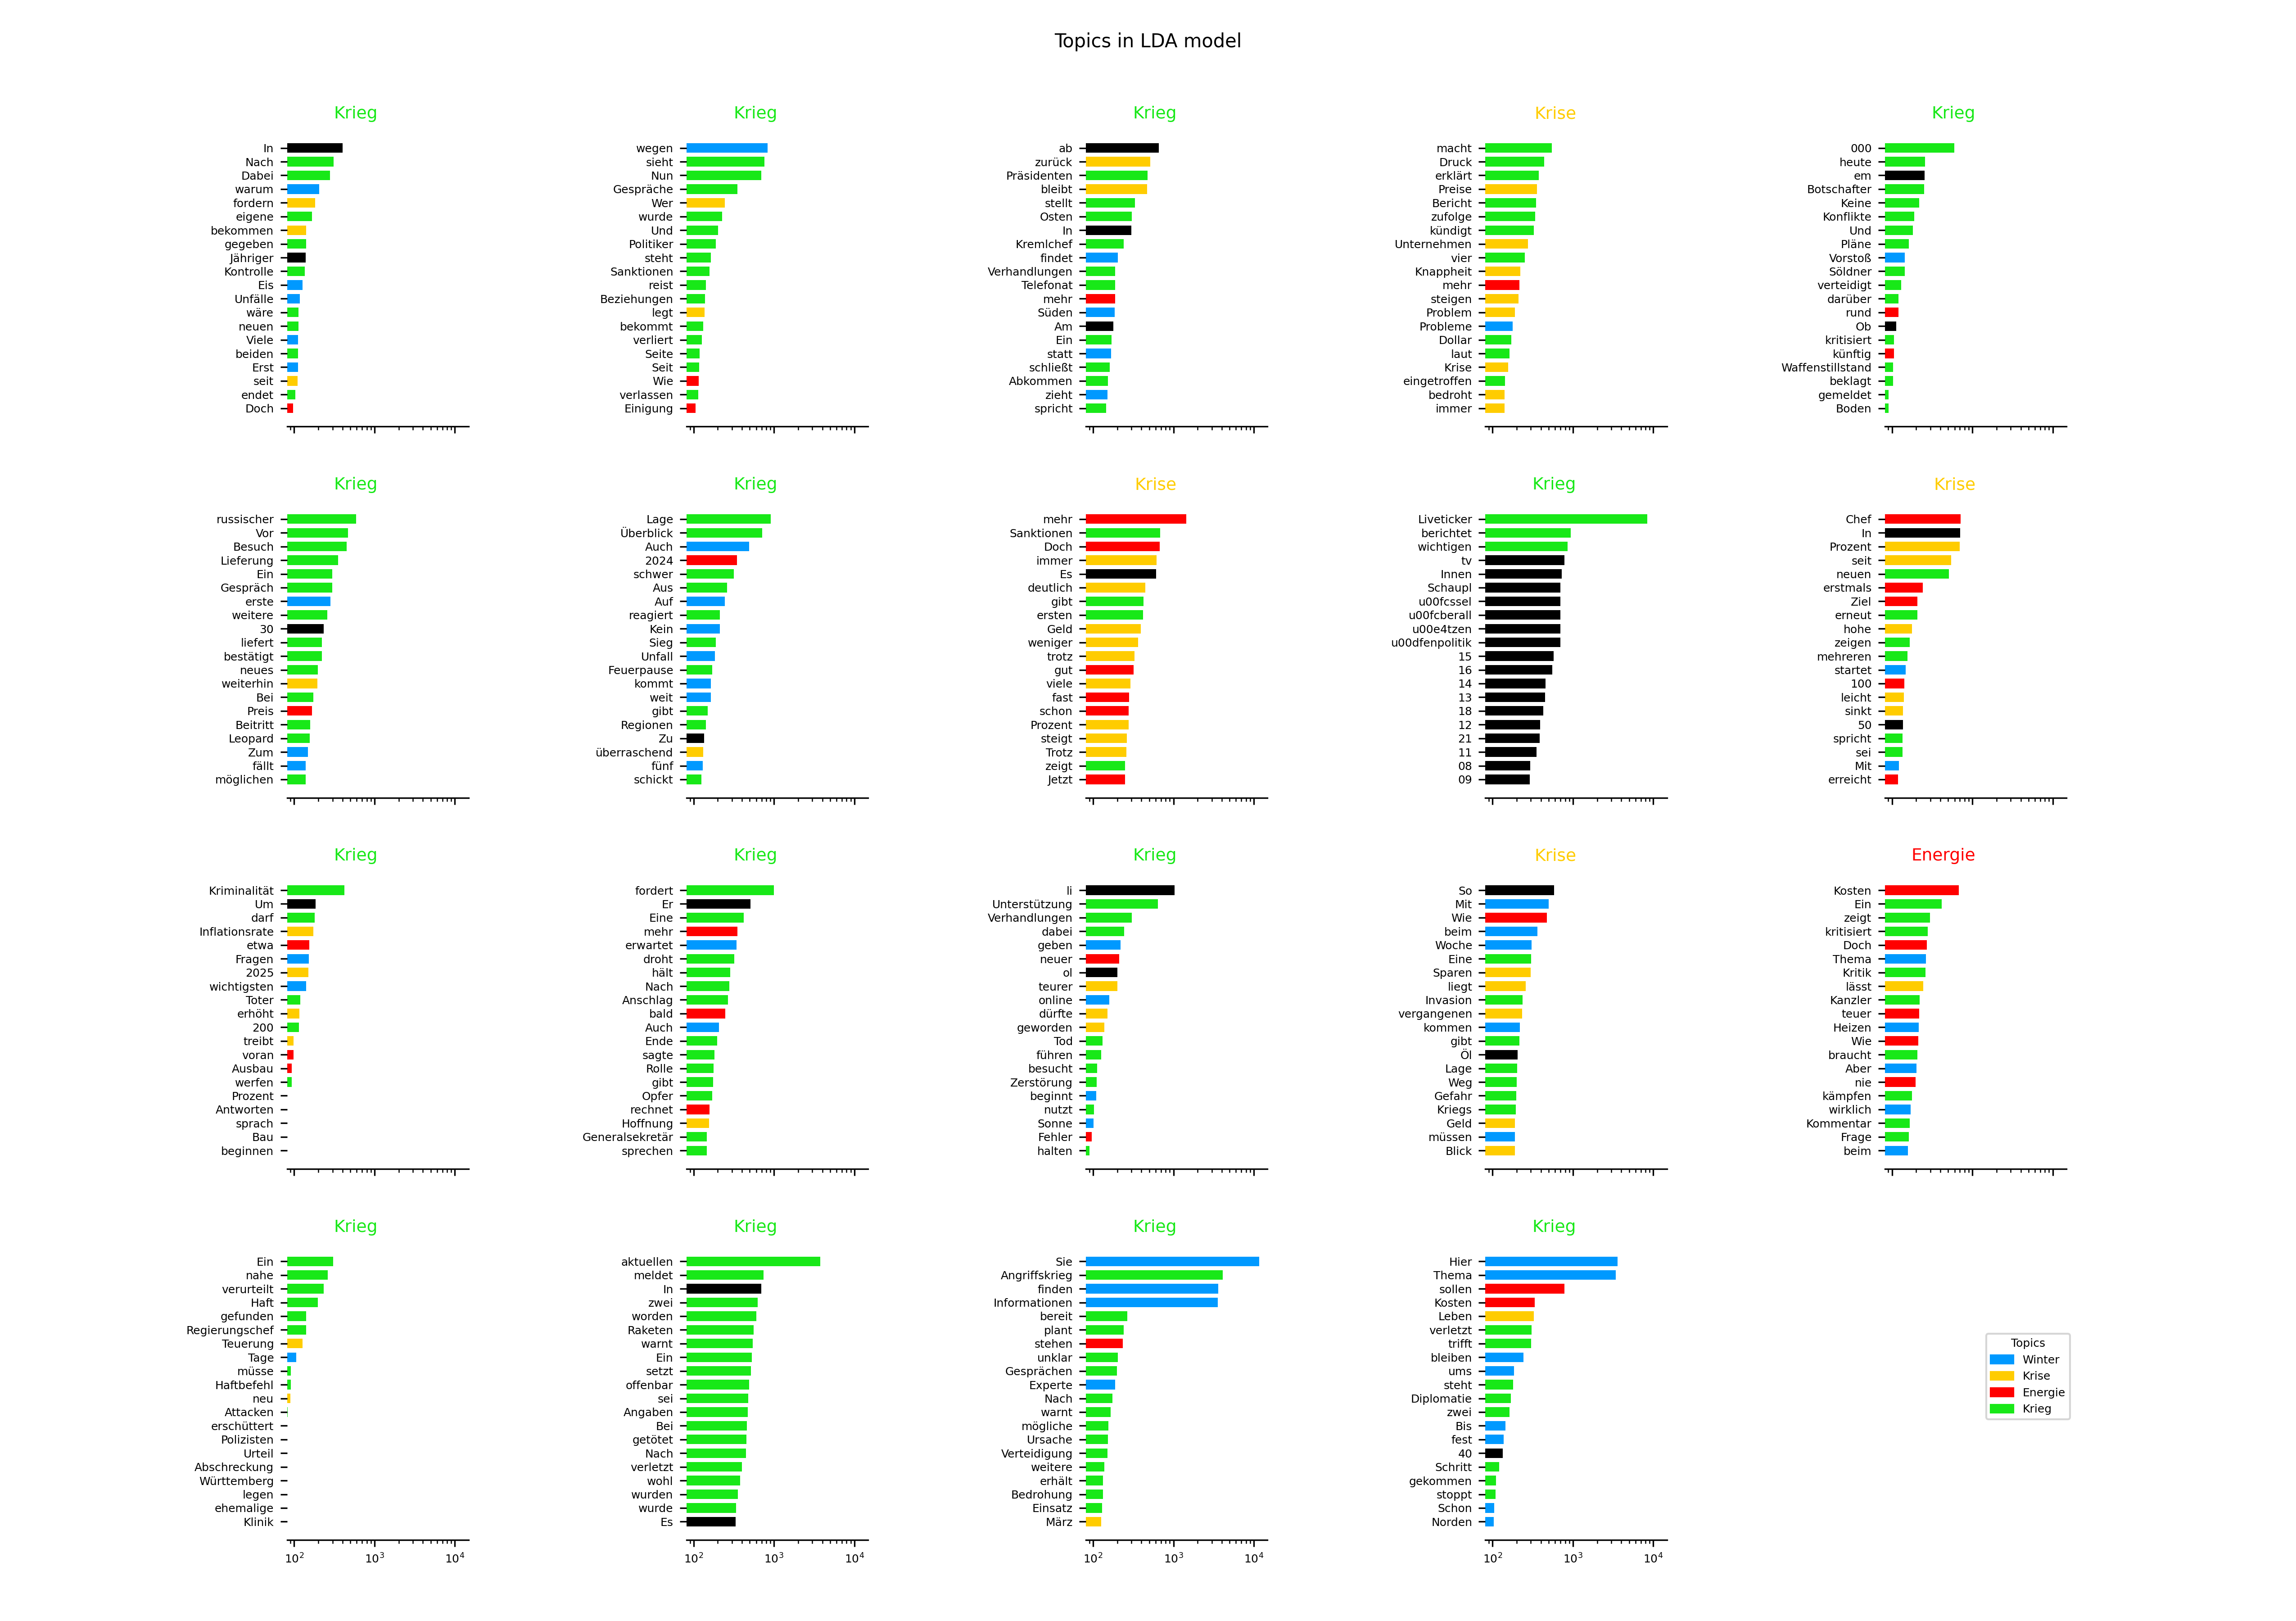 Topics in LDA model
Krieg
In
Nach
Dabei
warum
fordern
eigene
bekommen
gegeben
Jähriger
Kontrolle
Eis
Unfälle
wäre
neuen
Viele
beiden
Erst
seit
endet
Doch
Krieg
wegen
sieht
Nun
Gespräche
Wer
wurde
Und
Politiker
steht
Sanktionen
reist
Beziehungen
legt
bekommt
verliert
Seite
Seit
Wie
verlassen
Einigung
Krieg
ab
zurück
Präsidenten
bleibt
stellt
Osten
In
Kremlchef
findet
Verhandlungen
Telefonat
mehr
Süden
Am
Ein
statt
schließt
Abkommen
zieht
spricht
Krise
macht
Druck
erklärt
Preise
Bericht
zufolge
kündigt
Unternehmen
vier
Knappheit
mehr
steigen
Problem
Probleme
Dollar
laut
Krise
eingetroffen
bedroht
immer
Krieg
000
heute
em
Botschafter
Keine
Konflikte
Und
Pläne
Vorstoß
Söldner
verteidigt
darüber
rund
Ob
kritisiert
künftig
Waffenstillstand
beklagt
gemeldet
Boden
Krieg
russischer
Vor
Besuch
Lieferung
Ein
Gespräch
erste
weitere
30
liefert
bestätigt
neues
weiterhin
Bei
Preis
Beitritt
Leopard
Zum
fällt
möglichen
Krieg
Lage
Überblick
Auch
2024
schwer
Aus
Auf
reagiert
Kein
Sieg
Unfall
Feuerpause
kommt
weit
gibt
Regionen
Zu
überraschend
fünf
schickt
Krise
mehr
Sanktionen
Doch
immer
Es
deutlich
gibt
ersten
Geld
weniger
trotz
gut
viele
fast
schon
Prozent
steigt
Trotz
zeigt
Jetzt
Krieg
Liveticker
berichtet
wichtigen
tv
Innen
Schaupl
u00fcssel
u00fcberall
u00e4tzen
u00dfenpolitik
15
16
14
13
18
12
21
11
08
09
Krise
Chef
In
Prozent
seit
neuen
erstmals
Ziel
erneut
hohe
zeigen
mehreren
startet
100
leicht
sinkt
50
spricht
sei
Mit
erreicht
Krieg
Kriminalität
Um
darf
Inflationsrate
etwa
Fragen
2025
wichtigsten
Toter
erhöht
200
treibt
voran
Ausbau
werfen
Prozent
Antworten
sprach
Bau
beginnen
Krieg
fordert
Er
Eine
mehr
erwartet
droht
hält
Nach
Anschlag
bald
Auch
Ende
sagte
Rolle
gibt
Opfer
rechnet
Hoffnung
Generalsekretär
sprechen
Krieg
li
Unterstützung
Verhandlungen
dabei
geben
neuer
ol
teurer
online
dürfte
geworden
Tod
führen
besucht
Zerstörung
beginnt
nutzt
Sonne
Fehler
halten
Krise
So
Mit
Wie
beim
Woche
Eine
Sparen
liegt
Invasion
vergangenen
kommen
gibt
Öl
Lage
Weg
Gefahr
Kriegs
Geld
müssen
Blick
Energie
Kosten
Ein
zeigt
kritisiert
Doch
Thema
Kritik
lässt
Kanzler
teuer
Heizen
Wie
braucht
Aber
nie
kämpfen
wirklich
Kommentar
Frage
beim
Krieg
Ein
nahe
verurteilt
Haft
gefunden
Regierungschef
Teuerung
Tage
müsse
Haftbefehl
neu
Attacken
erschüttert
Polizisten
Urteil
Abschreckung
Württemberg
legen
ehemalige
Klinik
10² 10³ 10⁴
Krieg
aktuellen
meldet
In
zwei
worden
Raketen
warnt
Ein
setzt
offenbar
sei
Angaben
Bei
getötet
Nach
verletzt
wohl
wurden
wurde
Es
10² 10³ 10⁴
Krieg
Sie
Angriffskrieg
finden
Informationen
bereit
plant
stehen
unklar
Gesprächen
Experte
Nach
warnt
mögliche
Ursache
Verteidigung
weitere
erhält
Bedrohung
Einsatz
März
10² 10³ 10⁴
Krieg
Hier
Thema
sollen
Kosten
Leben
verletzt
trifft
bleiben
ums
steht
Diplomatie
zwei
Bis
fest
40
Schritt
gekommen
stoppt
Schon
Norden
10² 10³ 10⁴
Topics
Winter
Krise
Energie
Krieg